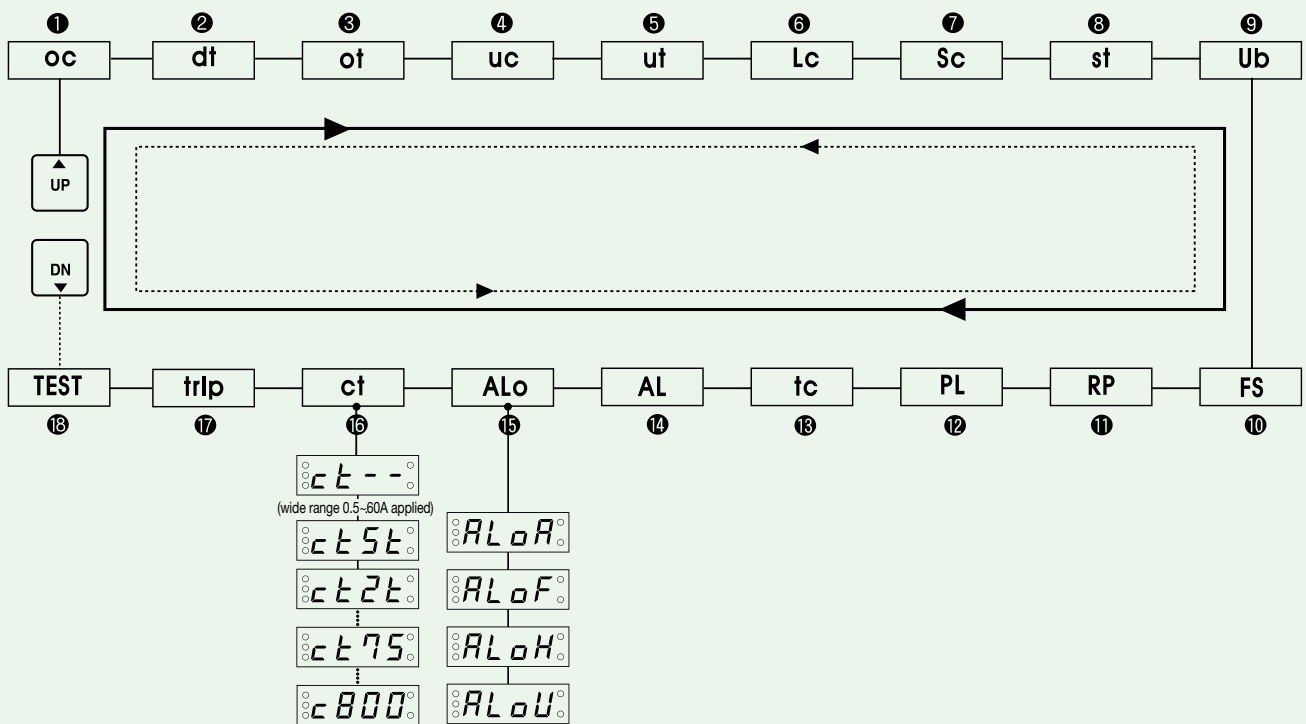 ❶ ❷ ❸ ❹ ❺ ❻ ❼ ❽ ❾
oc dt ot uc ut Lc Sc st Ub
UP
DN
TEST trIp ct ALo AL tc PL RP FS
⓲ ⓱ ⓰ ⓯ ⓮ ⓭ ⓬ ⓫ ❿
ct--
(wide range 0.5~60A applied)
ct5t
ALoA
ct2t
ALoF
ct75
ALoH
c800
ALoU